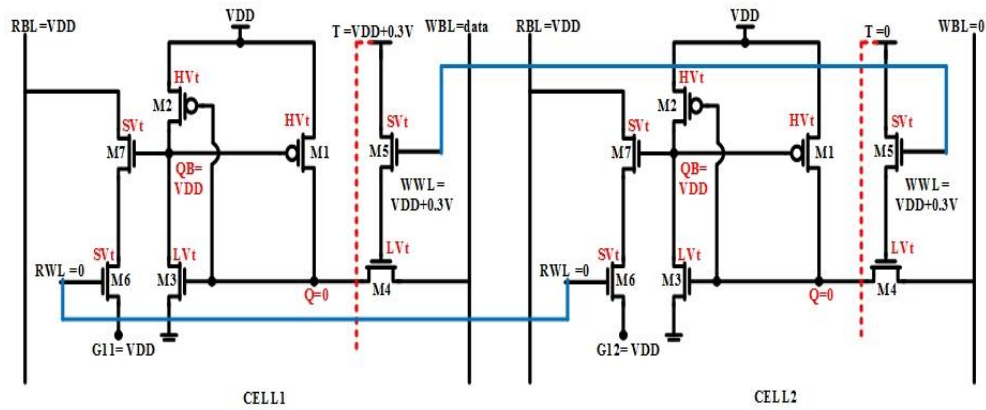 RBL=VDD
VDD
T =VDD+0.3V
WBL=data
HVt
M2
SVt
HVt
SVt
M7
M1
M5
QB=
VDD
WWL=
VDD+0.3V
SVt
LVt
LVt
RWL =0
M6
M3
Q=0
M4
G11= VDD
CELL1
RBL=VDD
VDD
T =0
WBL=0
HVt
M2
SVt
HVt
SVt
M7
M1
M5
QB=
VDD
WWL=
VDD+0.3V
SVt
LVt
LVt
RWL =0
M6
M3
Q=0
M4
G12= VDD
CELL2